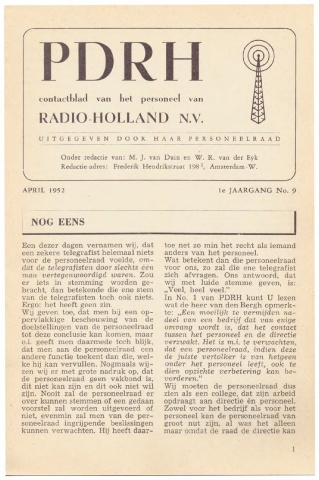 PDRH
contactblad van het personeel van
RADIO-HOLLAND N.V.
UITGEGEVEN DOOR HAAR PERSONEELRAAD
Onder redactie van: M. J. van Duin en W. R. van der Eyk
Redactie-adres: Frederik Hendrikstraat 198², Amsterdam-W.
APRIL 1952
1e JAARGANG No. 9
NOG EENS
Een dezer dagen vernamen wij, dat
een zekere telegrafist helemaal niets
voor de personeelraad voelde, om-
dat de telegrafisten door slechts een
man vertegenwoordigd waren. Zou
er iets in stemming worden ge-
bracht, dan betekende die ene stem
van de telegrafisten toch ook niets.
Ergo: het geeft geen zin.
Wij geven toe, dat men bij een op-
pervlakkige beschouwing van de
doelstellingen van de personeelraad
tot deze conclusie kan komen, maar
o.i. geeft men daarmede toch blijk,
dat men aan de personeelraad een
andere functie toekent dan die, wel-
ke hij kan vervullen. Nogmaals wij-
zen wij er met grote nadruk op, dat
de personeelraad geen vakbond is,
dit niet kan zijn en dit ook niet wil
zijn. Nooit zal de personeelraad er
over kunnen stemmen of een gedaan
voorstel zal worden uitgevoerd of
niet, evenmin zal men van de per-
soneelraad ingrijpende beslissingen
kunnen verwachten. Hij heeft daar-
toe net zo min het recht als iemand
anders van het personeel.
Wat betekent dan die personeelraad
voor ons, zo zal die ene telegrafist
zich afvragen. Ons antwoord, dat
wij met luide stemme geven, is:
„Veel, heel veel".
In No. 1 van PDRH kunt U lezen
wat de heer van den Bergh opmerk-
te: „Een moeilijk te vermijden na-
deel van een bedrijf dat van enige
omvang wordt is, dat het contact
tussen het personeel en de directie
verzwakt. Het is m.i. te verwachten,
dat een personeelraad, indien deze
de juiste vertolker is van hetgeen
onder het personeel leeft, ook te
dien opzichte verbetering kan be-
vorderen."
Wij moeten de personeelraad dus
zien als een college, dat zijn arbeid
opdraagt aan directie èn personeel.
Zowel voor het bedrijf als voor het
personeel kan de personeelraad van
groot nut zijn, al was het alleen
maar omdat de raad de directie kan
1